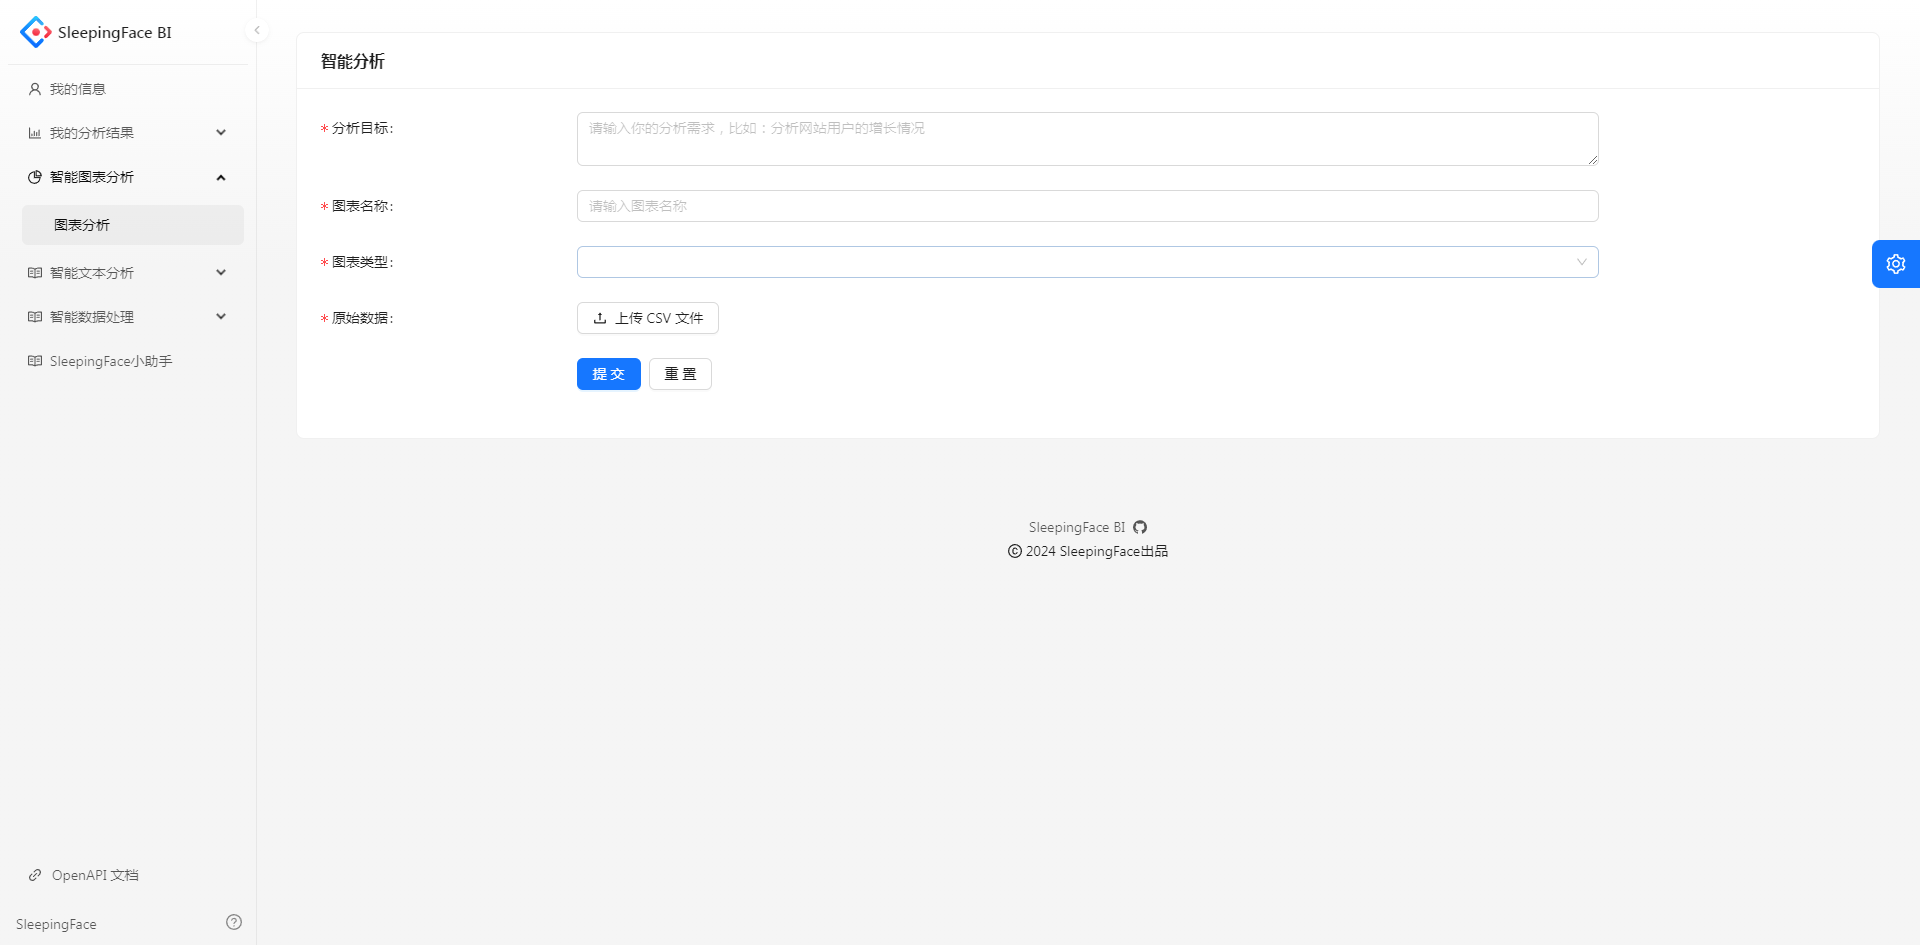 SleepingFace BI
我的信息
我的分析结果
智能图表分析
图表分析
智能文本分析
智能数据处理
SleepingFace小助手
OpenAPI 文档
SleepingFace
智能分析
* 分析目标:
请输入你的分析需求，比如：分析网站用户的增长情况
* 图表名称:
请输入图表名称
* 图表类型:
* 原始数据:
上传 CSV 文件
提 交
重 置
SleepingFace BI
© 2024 SleepingFace出品